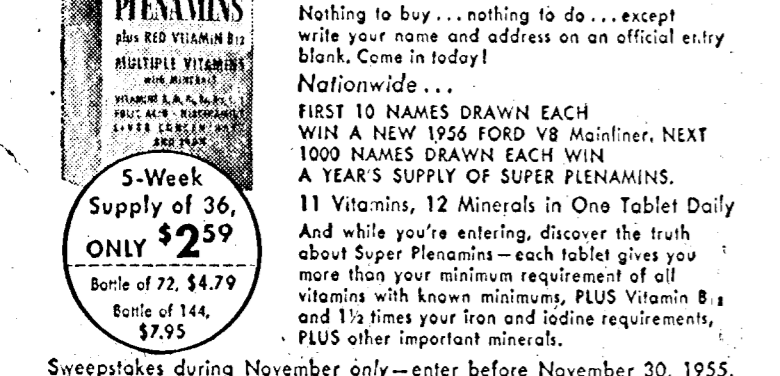 PLENAMINS
plus RED VITAMIN B12
MULTIPLE VITAMINS
with MINERALS
LIVER CONCENTRATE
AND IRON
5-Week
Supply of 36,
ONLY $2 59
Bottle of 72, $4.79
Bottle of 144,
$7.95
Nothing to buy... nothing to do... except
write your name and address on an official entry
blank. Come in today!
Nationwide...
FIRST 10 NAMES DRAWN EACH
WIN A NEW 1956 FORD V8 Mainliner. NEXT
1000 NAMES DRAWN EACH WIN
A YEAR'S SUPPLY OF SUPER PLENAMINS.
11 Vitamins, 12 Minerals in One Tablet Daily
And while you're entering, discover the truth
about Super Plenamins—each tablet gives you
more than your minimum requirement of all
vitamins with known minimums, PLUS Vitamin B12
and 1½ times your iron and iodine requirements,
PLUS other important minerals.
Sweepstakes during November only—enter before November 30, 1955.